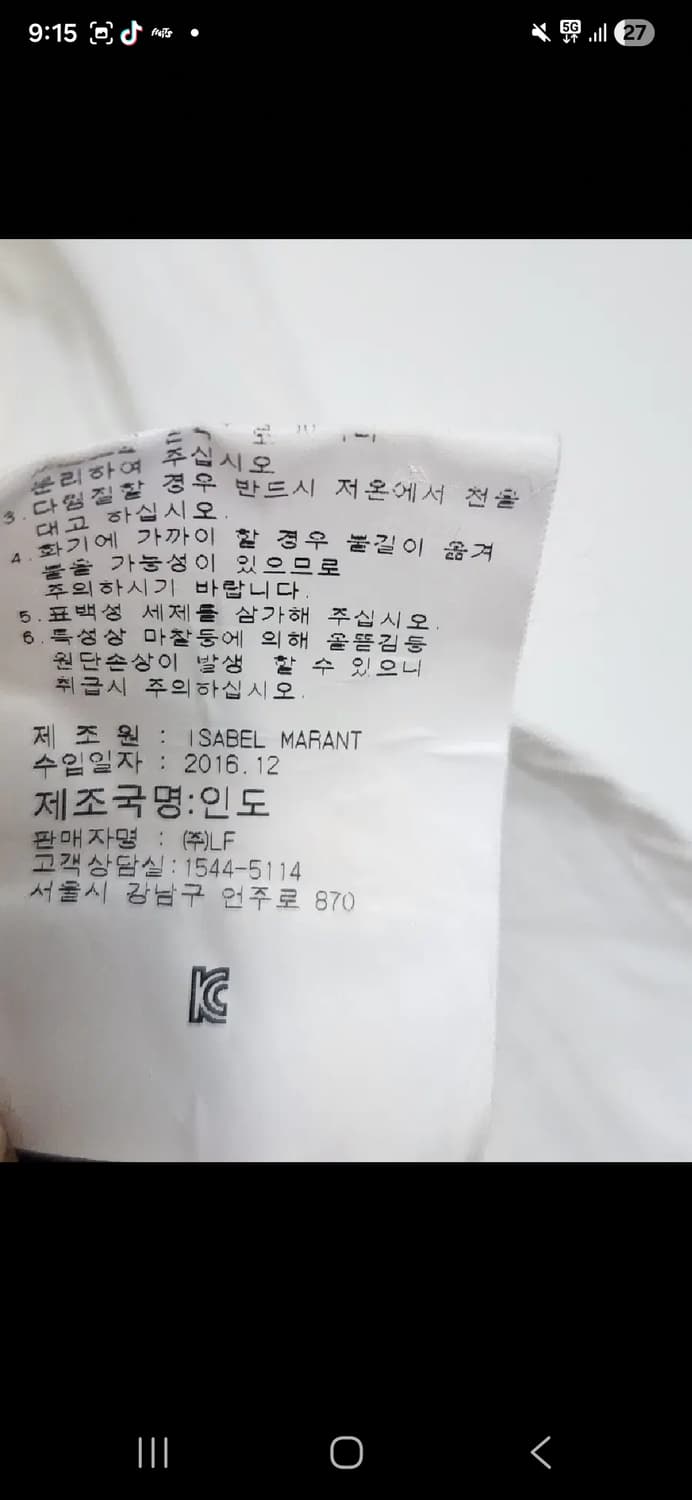 9:15
5G
27
분리하여 주십시오
3. 다림질할 경우 반드시 저온에서 천을
대고 하십시오.
4. 화기에 가까이 할 경우 불길이 옮겨
붙을 가능성이 있으므로
주의하시기 바랍니다.
5. 표백성 세제를 삼가해 주십시오.
6. 특성상 마찰등에 의해 올뜯김등
원단손상이 발생 할 수 있으니
취급시 주의하십시오.
제 조 원 : ISABEL MARANT
수입일자 : 2016.12
제조국명:인도
판매자명 : ㈜LF
고객상담실:1544-5114
서울시 강남구 언주로 870